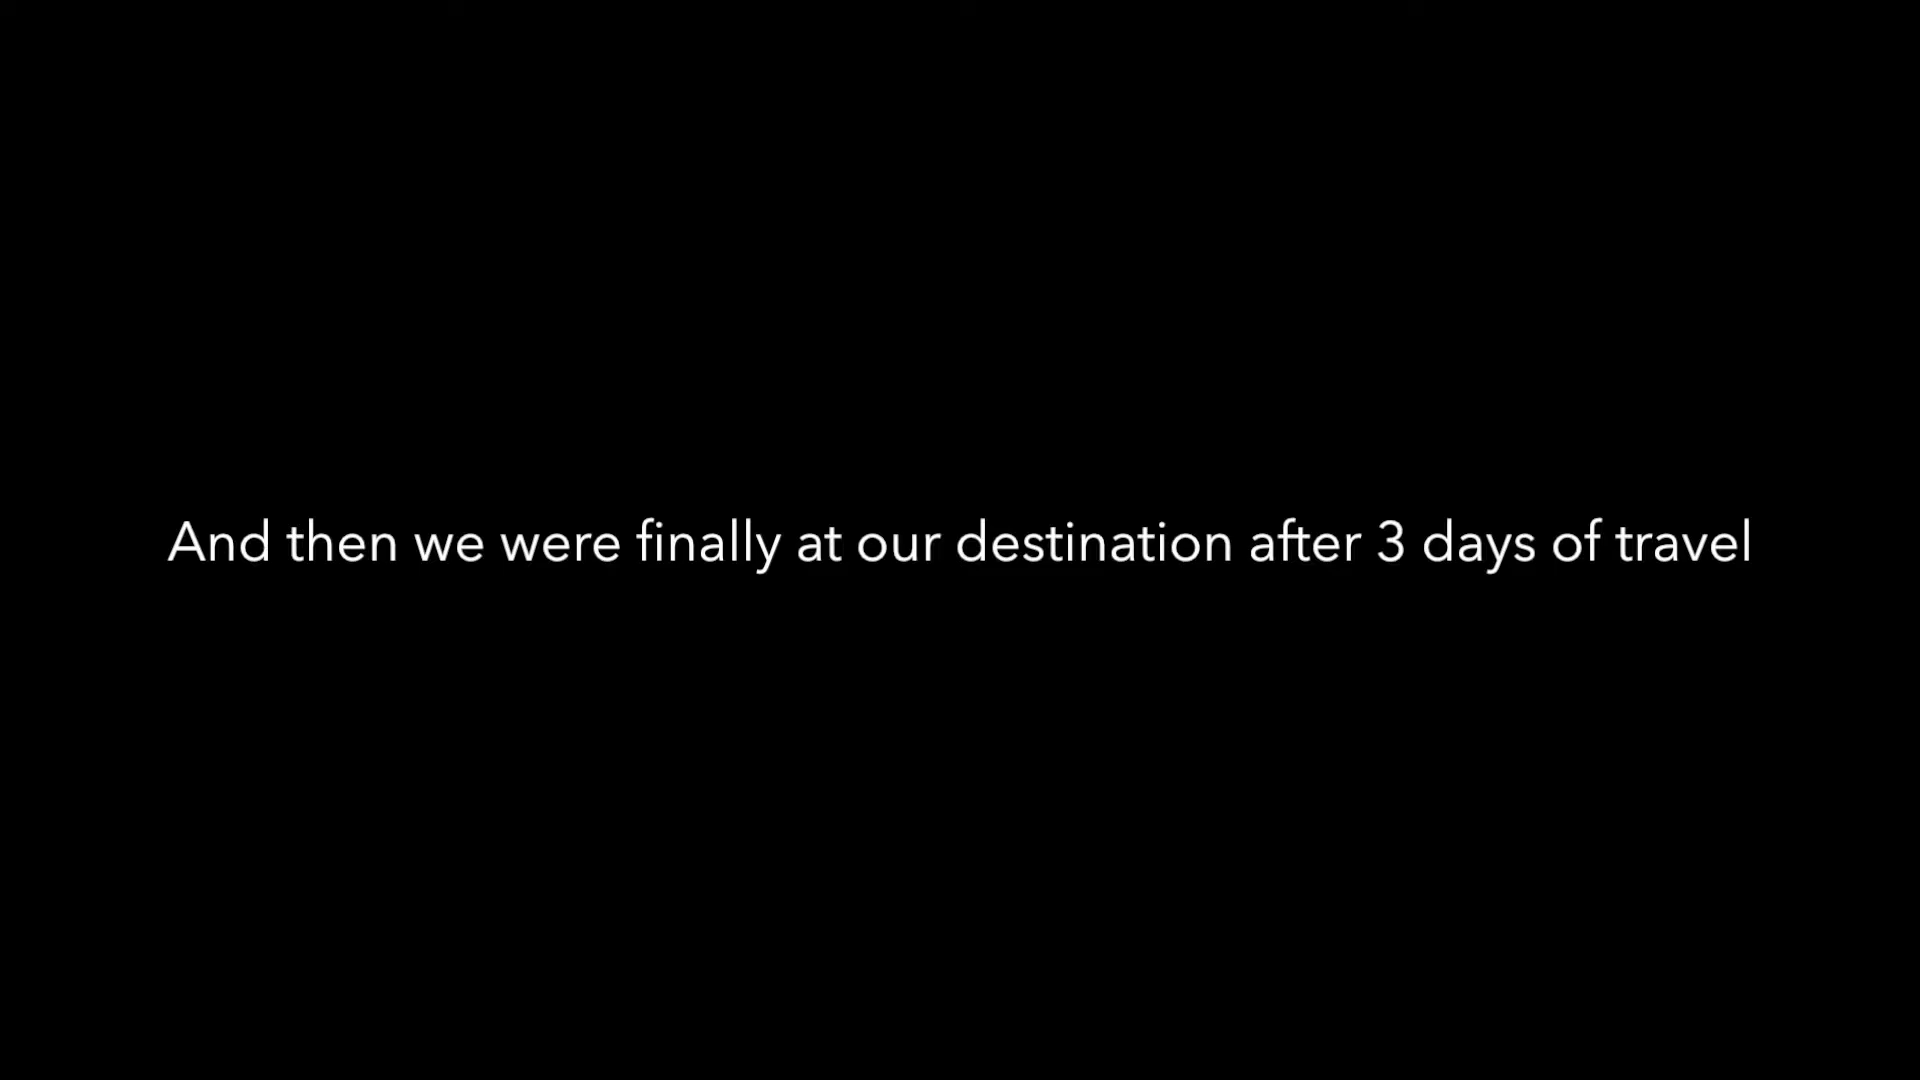 And then we were finally at our destination after 3 days of travel